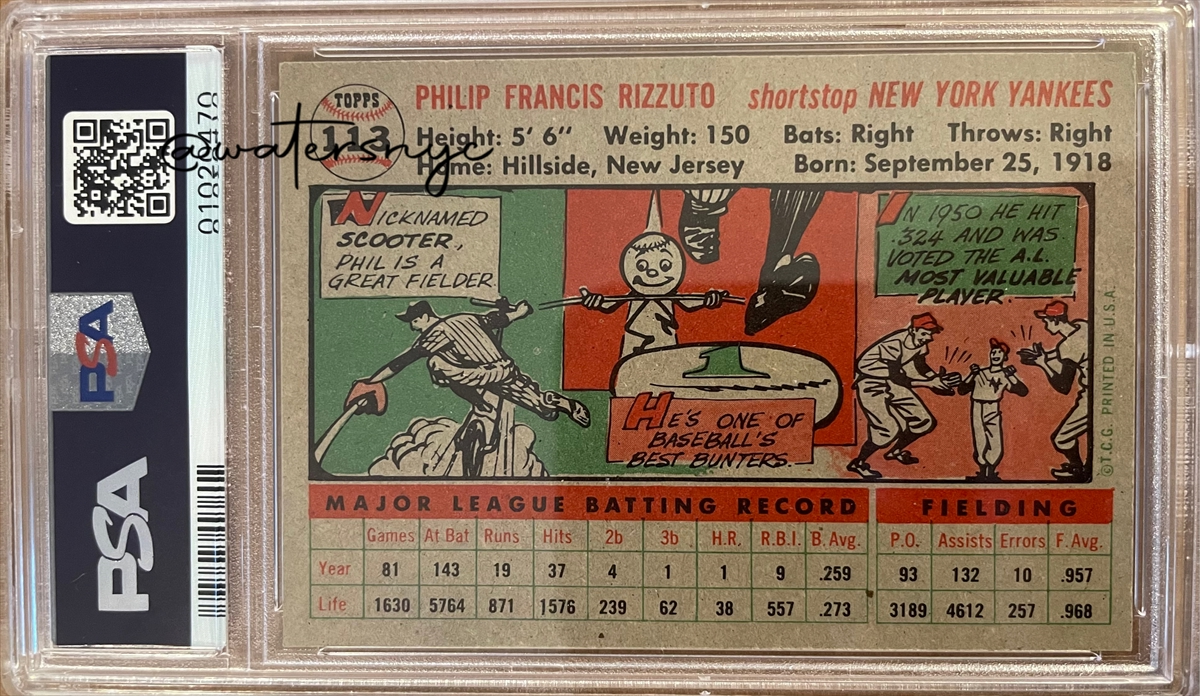 TOPPS
113
PHILIP FRANCIS RIZZUTO shortstop NEW YORK YANKEES
Height: 5' 6" Weight: 150 Bats: Right Throws: Right
Home: Hillside, New Jersey Born: September 25, 1918
@watersnyc
NICKNAMED
SCOOTER,
PHIL IS A
GREAT FIELDER.
1
HE'S ONE OF
BASEBALL'S
BEST BUNTERS.
IN 1950 HE HIT
.324 AND WAS
VOTED THE A.L.
MOST VALUABLE
PLAYER.
©T.C.G. PRINTED IN U.S.A.
MAJOR LEAGUE BATTING RECORD FIELDING
Games At Bat Runs Hits 2b 3b H.R. R.B.I. B. Avg. P.O. Assists Errors F. Avg.
Year 81 143 19 37 4 1 1 9 .259 93 132 10 .957
Life 1630 5764 871 1576 239 62 38 557 .273 3189 4612 257 .968
PSA
PSA